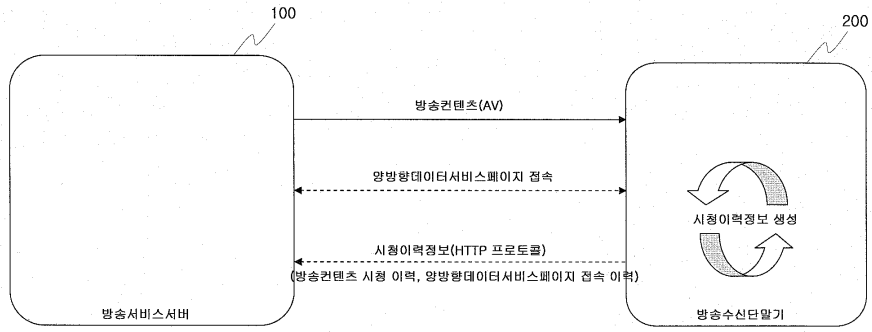 100
200
방송컨텐츠(AV)
양방향데이터서비스페이지 접속
시청이력정보 생성
시청이력정보(HTTP 프로토콜)
(방송컨텐츠 시청 이력, 양방향데이터서비스페이지 접속 이력)
방송서비스서버
방송수신단말기